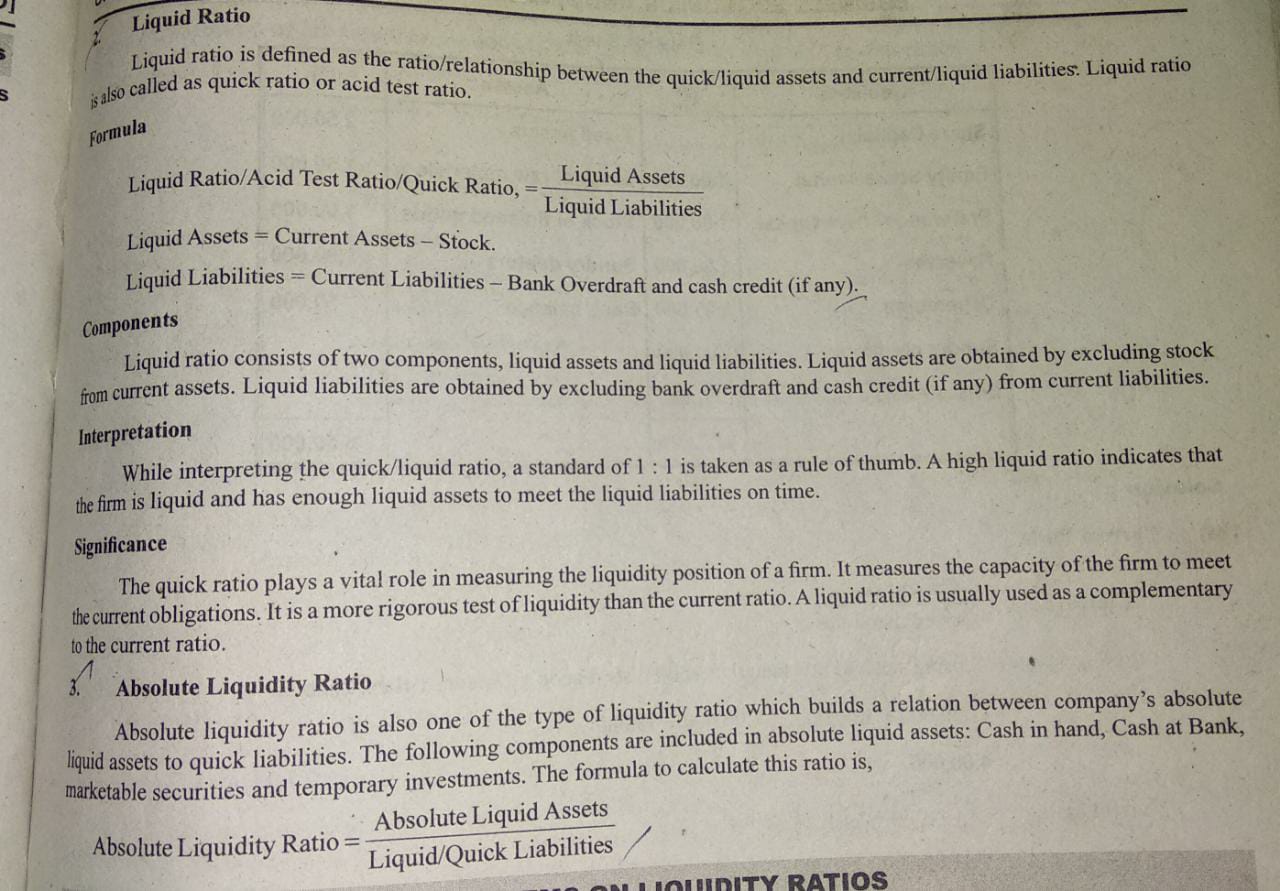 2. Liquid Ratio
Liquid ratio is defined as the ratio/relationship between the quick/liquid assets and current/liquid liabilities. Liquid ratio
is also called as quick ratio or acid test ratio.
Formula
Liquid Ratio/Acid Test Ratio/Quick Ratio, = Liquid Assets
Liquid Liabilities
Liquid Assets = Current Assets – Stock.
Liquid Liabilities = Current Liabilities – Bank Overdraft and cash credit (if any).
Components
Liquid ratio consists of two components, liquid assets and liquid liabilities. Liquid assets are obtained by excluding stock
from current assets. Liquid liabilities are obtained by excluding bank overdraft and cash credit (if any) from current liabilities.
Interpretation
While interpreting the quick/liquid ratio, a standard of 1 : 1 is taken as a rule of thumb. A high liquid ratio indicates that
the firm is liquid and has enough liquid assets to meet the liquid liabilities on time.
Significance
The quick ratio plays a vital role in measuring the liquidity position of a firm. It measures the capacity of the firm to meet
the current obligations. It is a more rigorous test of liquidity than the current ratio. A liquid ratio is usually used as a complementary
to the current ratio.
3. Absolute Liquidity Ratio
Absolute liquidity ratio is also one of the type of liquidity ratio which builds a relation between company's absolute
liquid assets to quick liabilities. The following components are included in absolute liquid assets: Cash in hand, Cash at Bank,
marketable securities and temporary investments. The formula to calculate this ratio is,
Absolute Liquidity Ratio = Absolute Liquid Assets
Liquid/Quick Liabilities
ON LIQUIDITY RATIOS